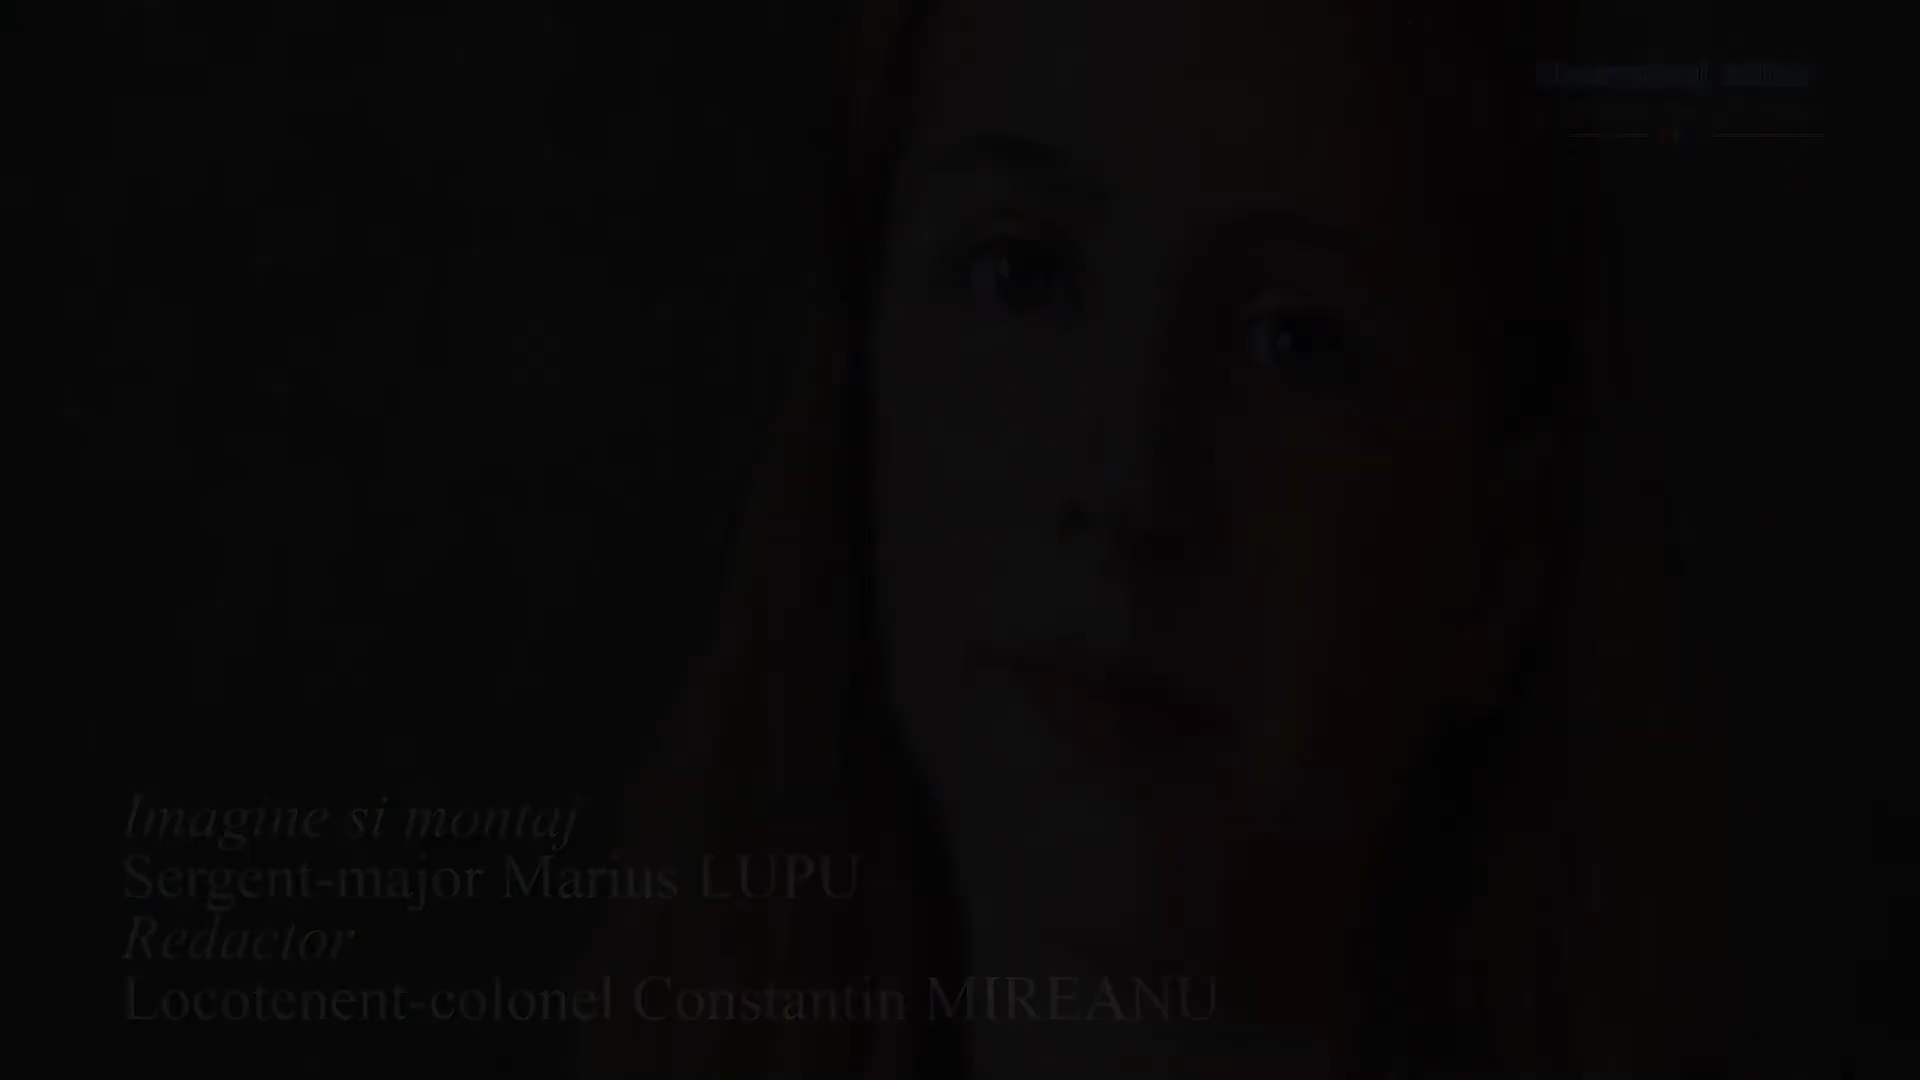 Imagine si montaj
Sergent-major Marius LUPU
Redactor
Locotenent-colonel Constantin MIREANU